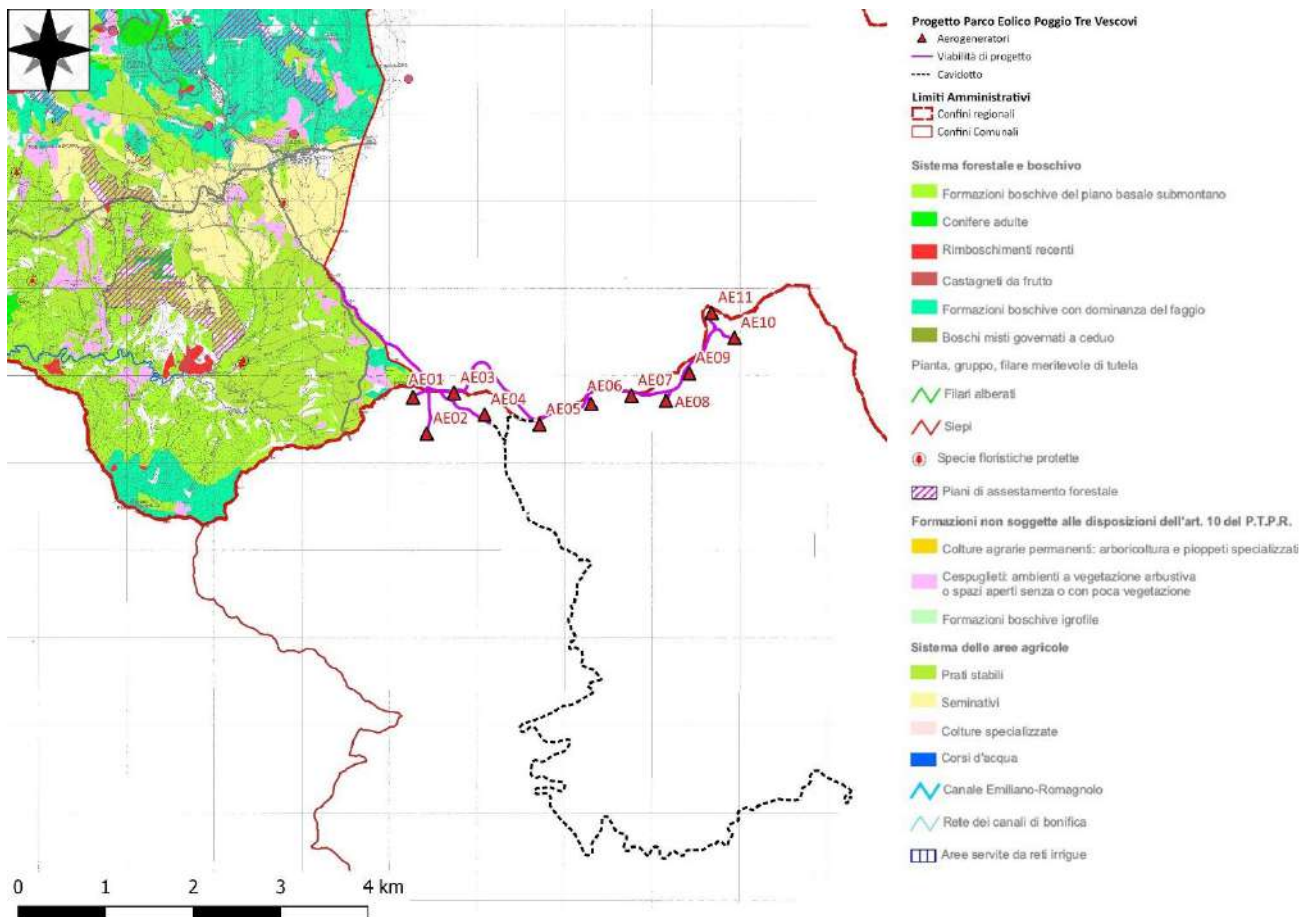 Progetto Parco Eolico Poggio Tre Vescovi
Aerogeneratori
Viabilità di progetto
Cavidotto
Limiti Amministrativi
Confini regionali
Confini Comunali
Sistema forestale e boschivo
Formazioni boschive del piano basale submontano
Conifere adulte
Rimboschimenti recenti
Castagneti da frutto
Formazioni boschive con dominanza del faggio
Boschi misti governati a ceduo
Pianta, gruppo, filare meritevole di tutela
Filari alberati
Siepi
Specie floristiche protette
Piani di assestamento forestale
Formazioni non soggette alle disposizioni dell'art. 10 del P.T.P.R.
Colture agrarie permanenti: arboricoltura e pioppeti specializzati
Cespuglieti: ambienti a vegetazione arbustiva
o spazi aperti senza o con poca vegetazione
Formazioni boschive igrofile
Sistema delle aree agricole
Prati stabili
Seminativi
Colture specializzate
Corsi d'acqua
Canale Emiliano-Romagnolo
Rete dei canali di bonifica
Aree servite da reti irrigue
AE11
AE10
AE09
AE01
AE03
AE06
AE07
AE04
AE08
AE02
AE05
0 1 2 3 4 km